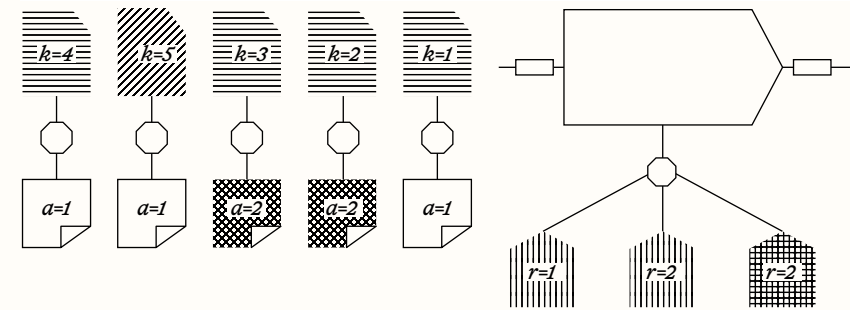 k=4 k=5 k=3 k=2 k=1
a=1 a=1 a=2 a=2 a=1
r=1 r=2 r=2